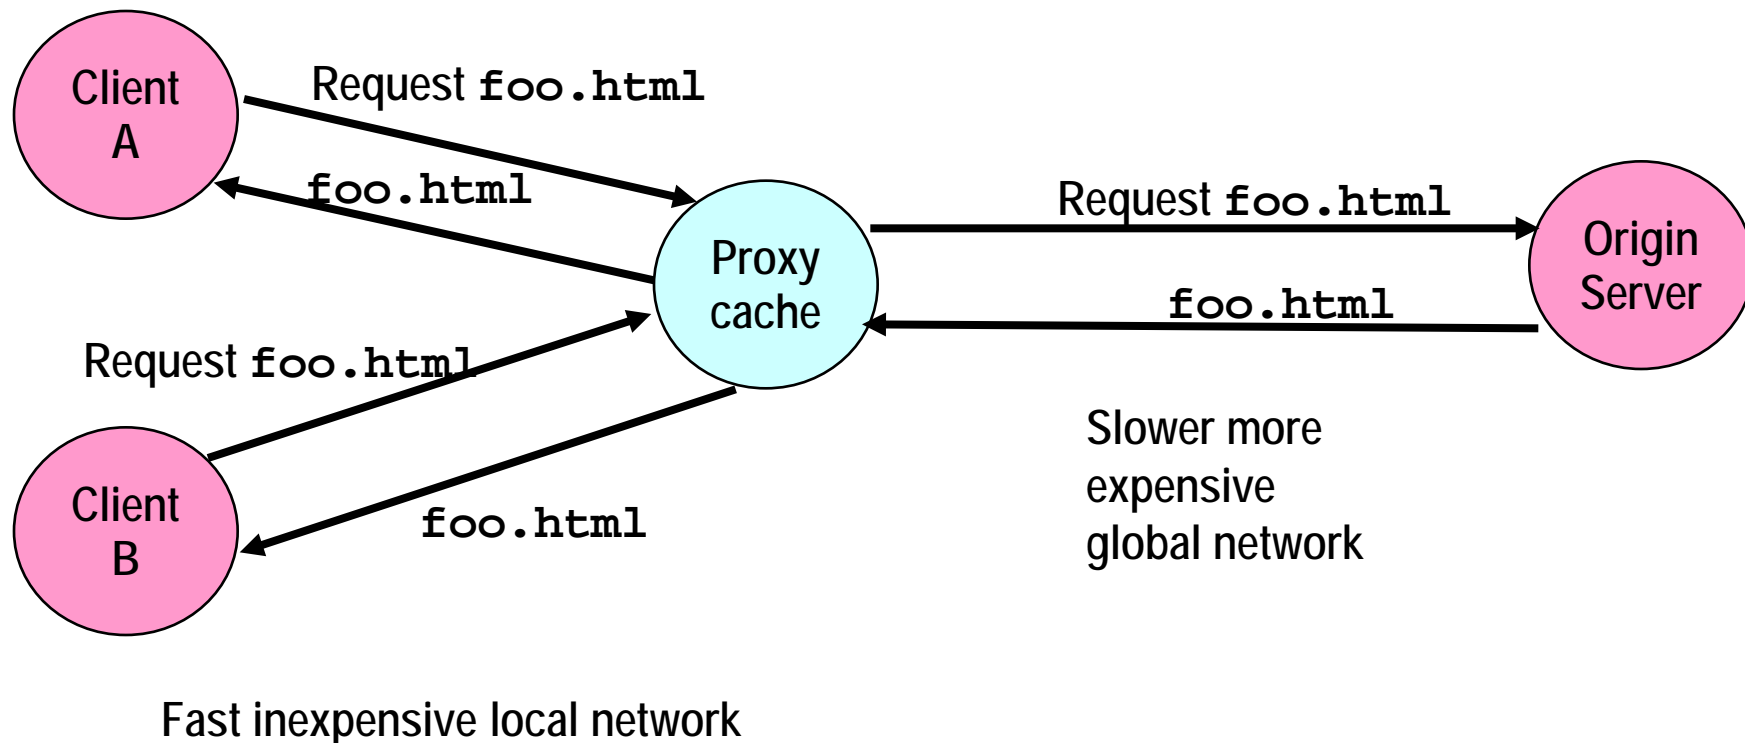 Client
A
Request foo.html
foo.html
Request foo.html
Origin
Server
Proxy
cache
foo.html
Request foo.html
Client
B
foo.html
Slower more
expensive
global network
Fast inexpensive local network